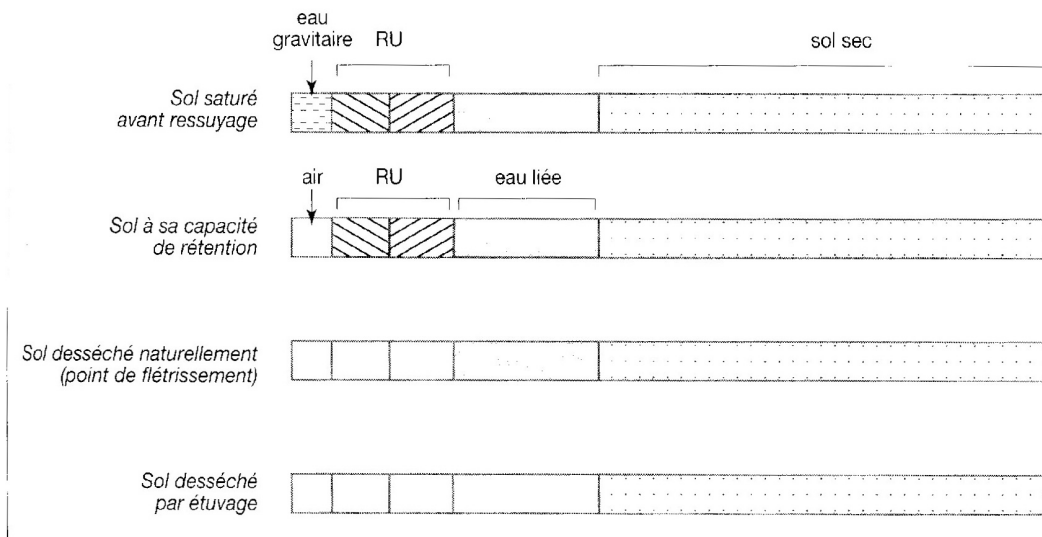 eau
gravitaire
RU
sol sec
Sol saturé
avant ressuyage
air
RU
eau liée
Sol à sa capacité
de rétention
Sol desséché naturellement
(point de flétrissement)
Sol desséché
par étuvage